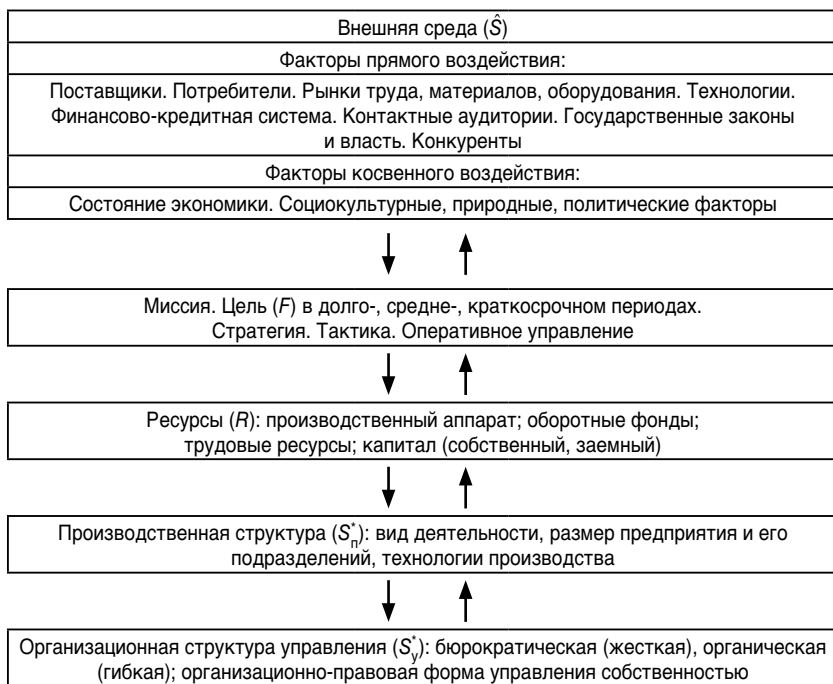 Внешняя среда (Ŝ)
Факторы прямого воздействия:
Поставщики. Потребители. Рынки труда, материалов, оборудования. Технологии.
Финансово-кредитная система. Контактные аудитории. Государственные законы
и власть. Конкуренты
Факторы косвенного воздействия:
Состояние экономики. Социокультурные, природные, политические факторы
Миссия. Цель (F) в долго-, средне-, краткосрочном периодах.
Стратегия. Тактика. Оперативное управление
Ресурсы (R): производственный аппарат; оборотные фонды;
трудовые ресурсы; капитал (собственный, заемный)
Производственная структура (S*п): вид деятельности, размер предприятия и его
подразделений, технологии производства
Организационная структура управления (S*у): бюрократическая (жесткая), органическая
(гибкая); организационно-правовая форма управления собственностью